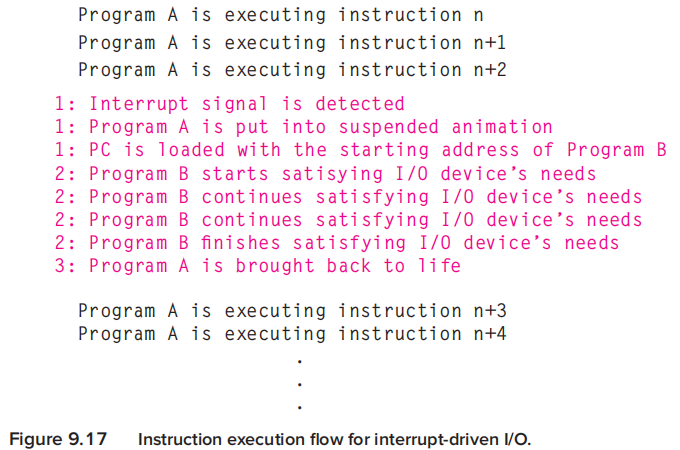 Program A is executing instruction n
Program A is executing instruction n+1
Program A is executing instruction n+2
1: Interrupt signal is detected
1: Program A is put into suspended animation
1: PC is loaded with the starting address of Program B
2: Program B starts satisying I/O device's needs
2: Program B continues satisfying I/O device's needs
2: Program B continues satisfying I/O device's needs
2: Program B finishes satisfying I/O device's needs
3: Program A is brought back to life
Program A is executing instruction n+3
Program A is executing instruction n+4
.
.
.
Figure 9.17 Instruction execution flow for interrupt-driven I/O.